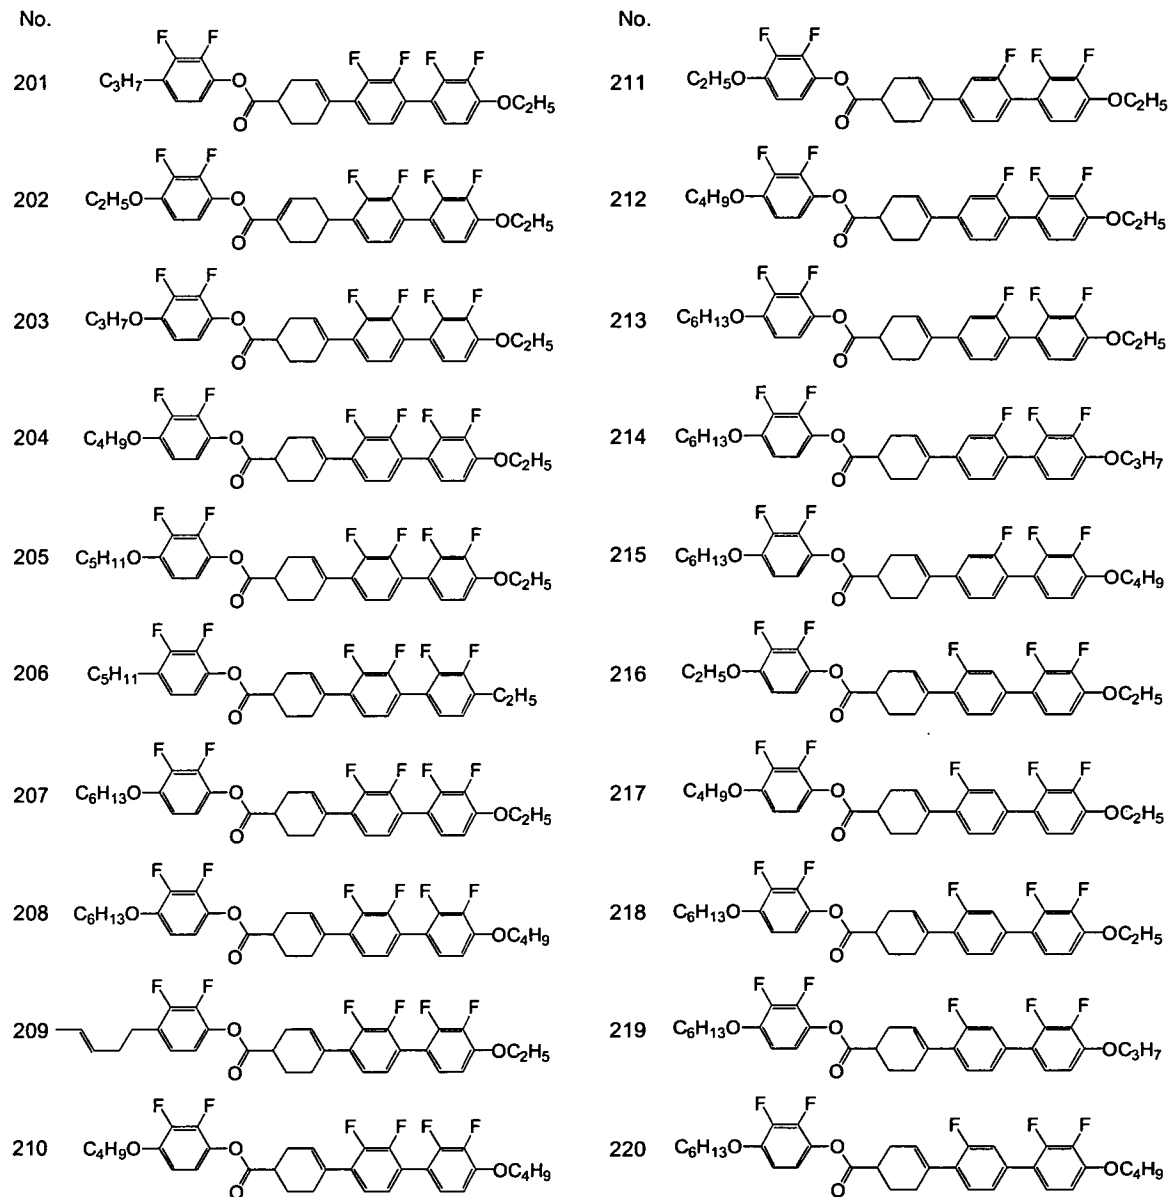 No.
F F
F F F F
201 C₃H₇ O
OC₂H₅
O
F F
F F F F
202 C₂H₅O O
OC₂H₅
O
F F
F F F F
203 C₃H₇O O
OC₂H₅
O
F F
F F F F
204 C₄H₉O O
OC₂H₅
O
F F
F F F F
205 C₅H₁₁O O
OC₂H₅
O
F F
F F F F
206 C₅H₁₁ O
C₂H₅
O
F F
F F F F
207 C₆H₁₃O O
OC₂H₅
O
F F
F F F F
208 C₆H₁₃O O
OC₄H₉
O
F F
F F F F
209 O
OC₂H₅
O
F F
F F F F
210 C₄H₉O O
OC₄H₉
O
No.
F F
F F F
211 C₂H₅O O
OC₂H₅
O
F F
F F F
212 C₄H₉O O
OC₂H₅
O
F F
F F F
213 C₆H₁₃O O
OC₂H₅
O
F F
F F F
214 C₆H₁₃O O
OC₃H₇
O
F F
F F F
215 C₆H₁₃O O
OC₄H₉
O
F F
F F F
216 C₂H₅O O
OC₂H₅
O
F F
F F F
217 C₄H₉O O
OC₂H₅
O
F F
F F F
218 C₆H₁₃O O
OC₂H₅
O
F F
F F F
219 C₆H₁₃O O
OC₃H₇
O
F F
F F F
220 C₆H₁₃O O
OC₄H₉
O